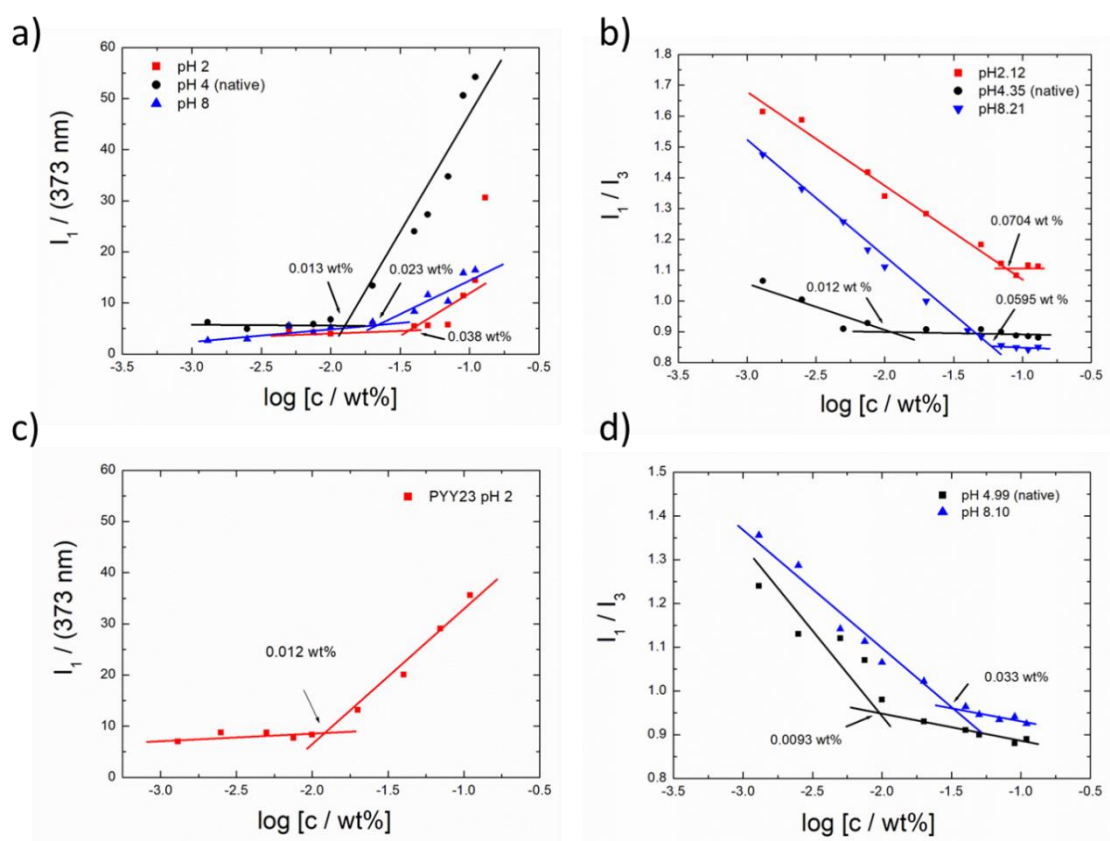 a)
60
50
40
30
20
10
0
I1 / (373 nm)
pH 2
pH 4 (native)
pH 8
0.013 wt%
0.023 wt%
0.038 wt%
-3.5 -3.0 -2.5 -2.0 -1.5 -1.0 -0.5
log [c / wt%]
b)
1.8
1.7
1.6
1.5
1.4
1.3
1.2
1.1
1.0
0.9
0.8
I1 / I3
pH2.12
pH4.35 (native)
pH8.21
0.0704 wt %
0.012 wt %
0.0595 wt %
-3.5 -3.0 -2.5 -2.0 -1.5 -1.0 -0.5
log [c / wt%]
c)
60
50
40
30
20
10
0
I1 / (373 nm)
PYY23 pH 2
0.012 wt%
-3.0 -2.5 -2.0 -1.5 -1.0 -0.5
log [c / wt%]
d)
1.5
1.4
1.3
1.2
1.1
1.0
0.9
0.8
I1 / I3
pH 4.99 (native)
pH 8.10
0.033 wt%
0.0093 wt%
-3.5 -3.0 -2.5 -2.0 -1.5 -1.0 -0.5
log [c / wt%]